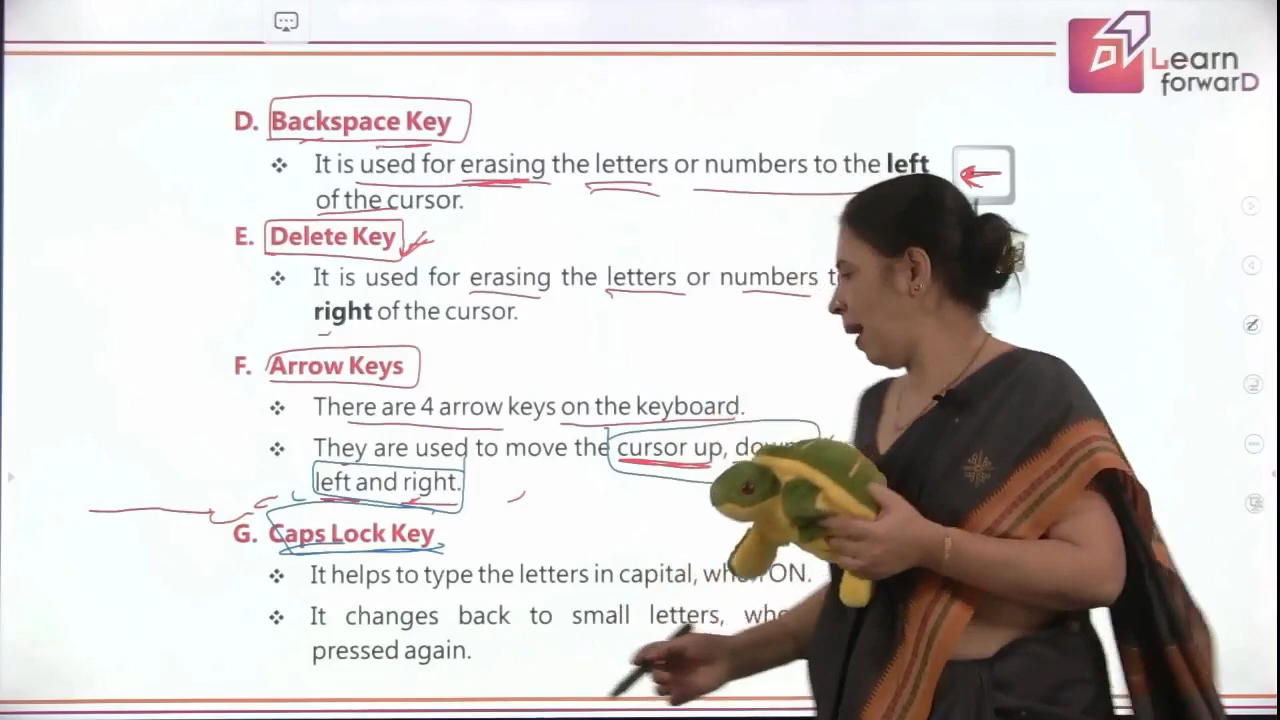 Learn
forwarD
D. Backspace Key
❖ It is used for erasing the letters or numbers to the left
of the cursor.
E. Delete Key
❖ It is used for erasing the letters or numbers
right of the cursor.
F. Arrow Keys
❖ There are 4 arrow keys on the keyboard.
❖ They are used to move the cursor up,
left and right.
G. Caps Lock Key
❖ It helps to type the letters in capital, when ON.
❖ It changes back to small letters,
pressed again.